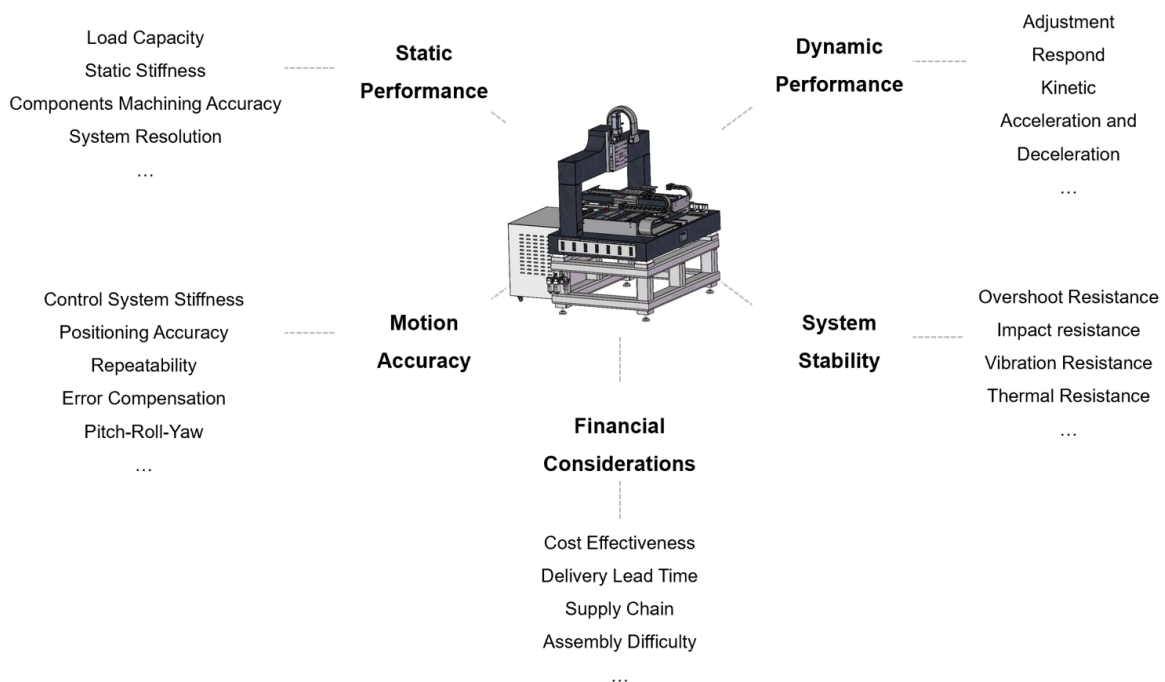 Static
Performance
Load Capacity
Static Stiffness
Components Machining Accuracy
System Resolution
…
Dynamic
Performance
Adjustment
Respond
Kinetic
Acceleration and
Deceleration
…
Motion
Accuracy
Control System Stiffness
Positioning Accuracy
Repeatability
Error Compensation
Pitch-Roll-Yaw
…
System
Stability
Overshoot Resistance
Impact resistance
Vibration Resistance
Thermal Resistance
…
Financial
Considerations
Cost Effectiveness
Delivery Lead Time
Supply Chain
Assembly Difficulty
…